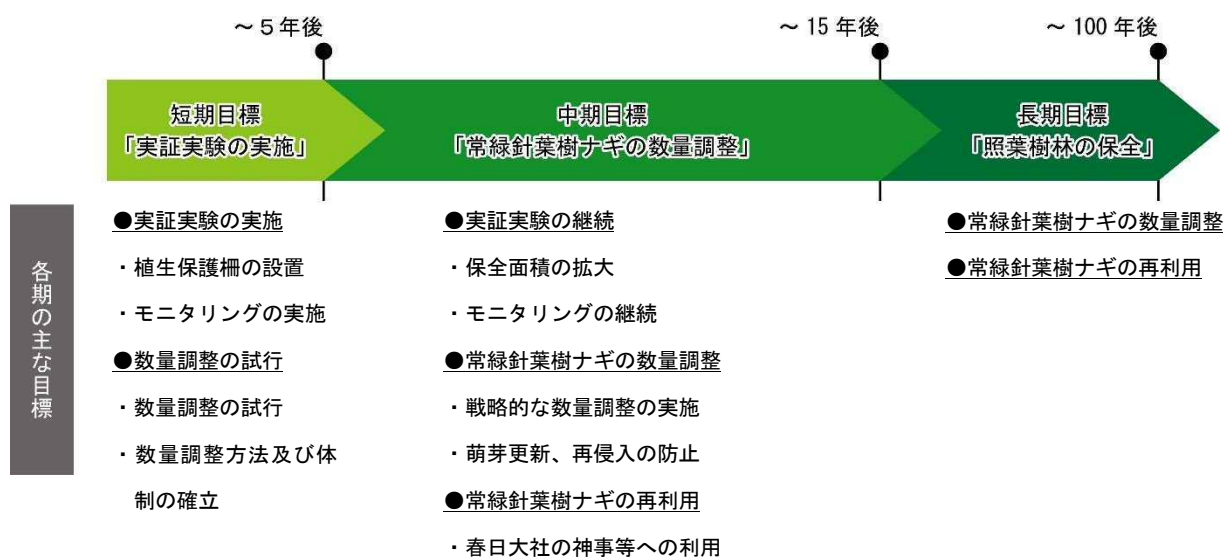 ～５年後
～ 15 年後
～ 100 年後
短期目標
「実証実験の実施」
中期目標
「常緑針葉樹ナギの数量調整」
長期目標
「照葉樹林の保全」
各期の主な目標
●実証実験の実施
・植生保護柵の設置
・モニタリングの実施
●数量調整の試行
・数量調整の試行
・数量調整方法及び体
制の確立
●実証実験の継続
・保全面積の拡大
・モニタリングの継続
●常緑針葉樹ナギの数量調整
・戦略的な数量調整の実施
・萌芽更新、再侵入の防止
●常緑針葉樹ナギの再利用
・春日大社の神事等への利用
●常緑針葉樹ナギの数量調整
●常緑針葉樹ナギの再利用